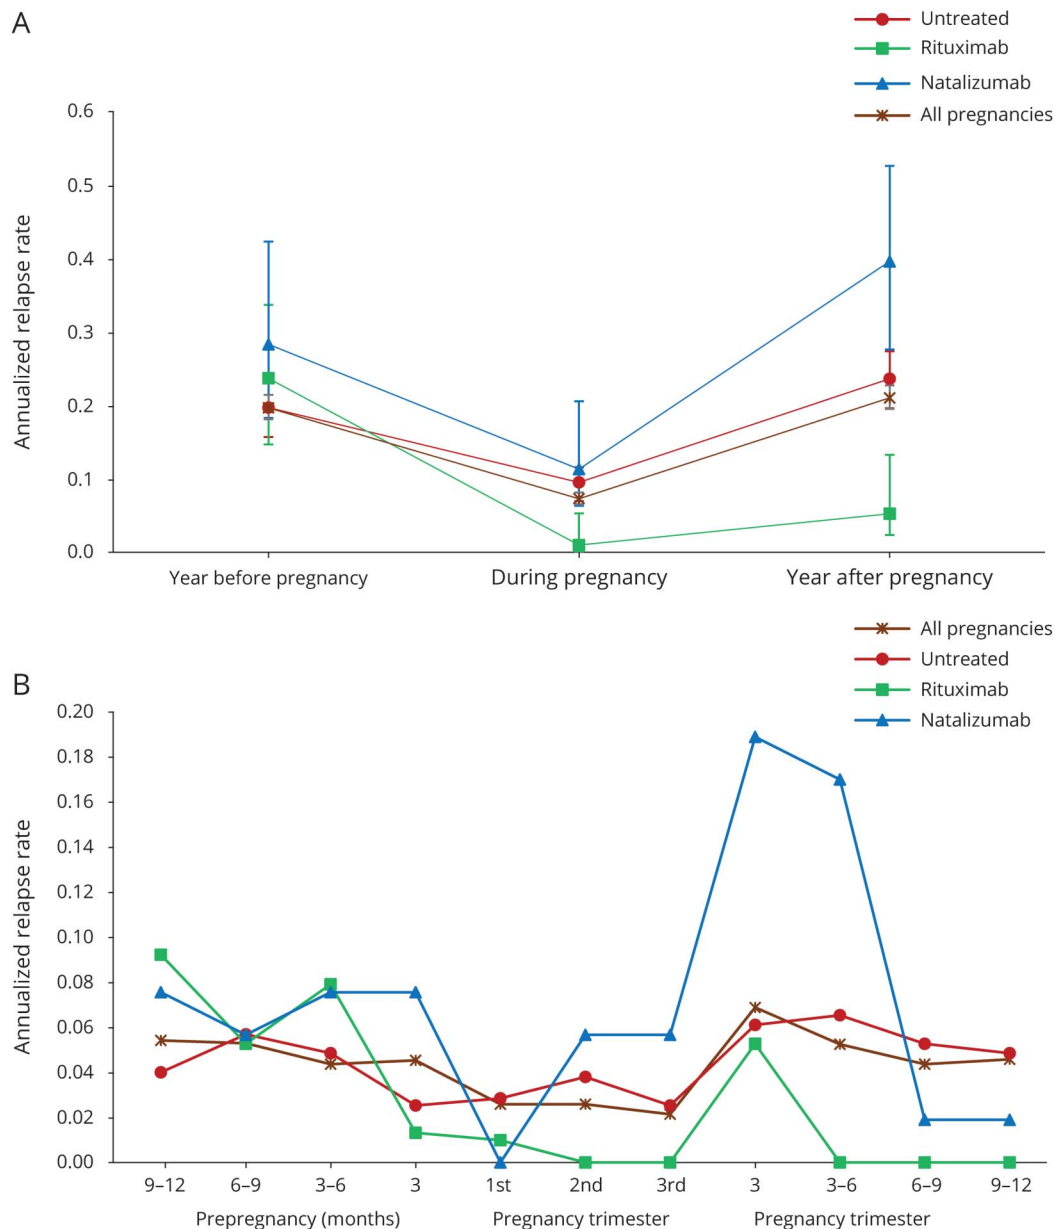 A
Untreated
Rituximab
Natalizumab
All pregnancies
0.6
0.5
0.4
0.3
0.2
0.1
0.0
Annualized relapse rate
Year before pregnancy During pregnancy Year after pregnancy
B
All pregnancies
Untreated
Rituximab
Natalizumab
0.20
0.18
0.16
0.14
0.12
0.10
0.08
0.06
0.04
0.02
0.00
Annualized relapse rate
9–12 6–9 3–6 3 1st 2nd 3rd 3 3–6 6–9 9–12
Prepregnancy (months) Pregnancy trimester Pregnancy trimester